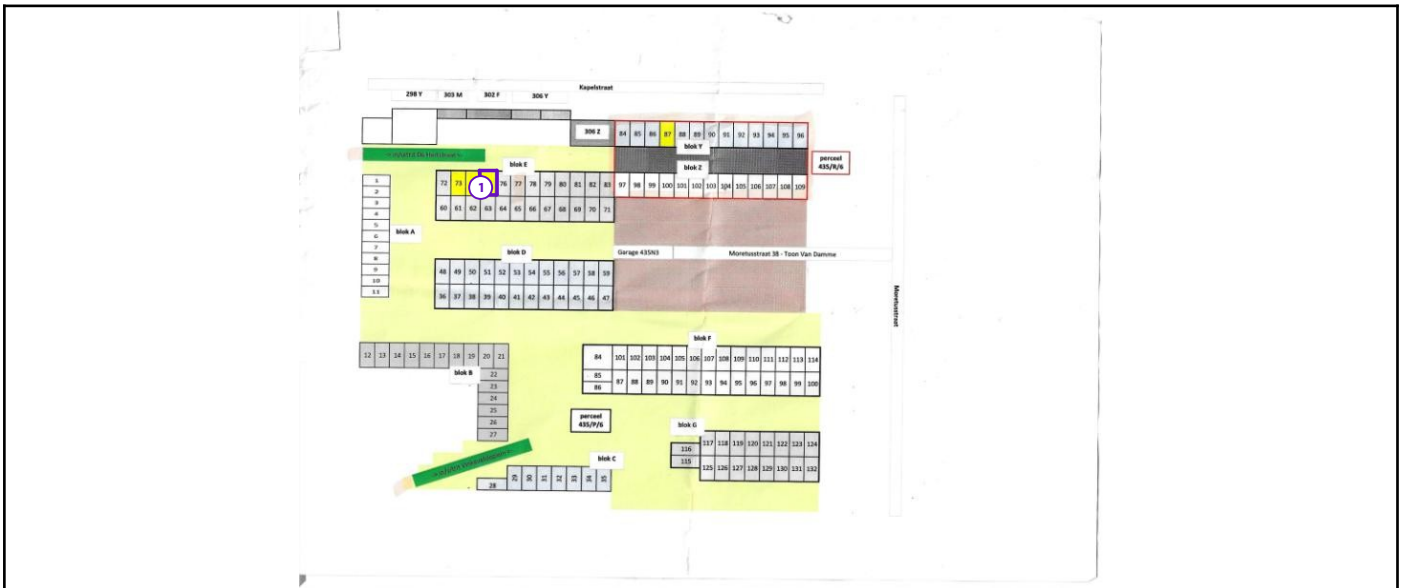 Kapelstraat
298 Y 303 M 302 F 306 Y
306 Z
84 85 86 87 88 89 90 91 92 93 94 95 96
blok Y
perceel
435/R/6
blok Z
97 98 99 100 101 102 103 104 105 106 107 108 109
blok E
72 73 1 76 77 78 79 80 81 82 83
60 61 62 63 64 65 66 67 68 69 70 71
1
2
3
4
5
6
7
8
9
10
11
blok A
blok D
Garage 435N3
Moretusstraat 38 - Toon Van Damme
48 49 50 51 52 53 54 55 56 57 58 59
36 37 38 39 40 41 42 43 44 45 46 47
Moretusstraat
blok F
12 13 14 15 16 17 18 19 20 21
blok B
22
23
24
25
26
27
84 101 102 103 104 105 106 107 108 109 110 111 112 113 114
85
86
87 88 89 90 91 92 93 94 95 96 97 98 99 100
perceel
435/P/6
blok G
116
115
117 118 119 120 121 122 123 124
125 126 127 128 129 130 131 132
blok C
28
29 30 31 32 33 34 35